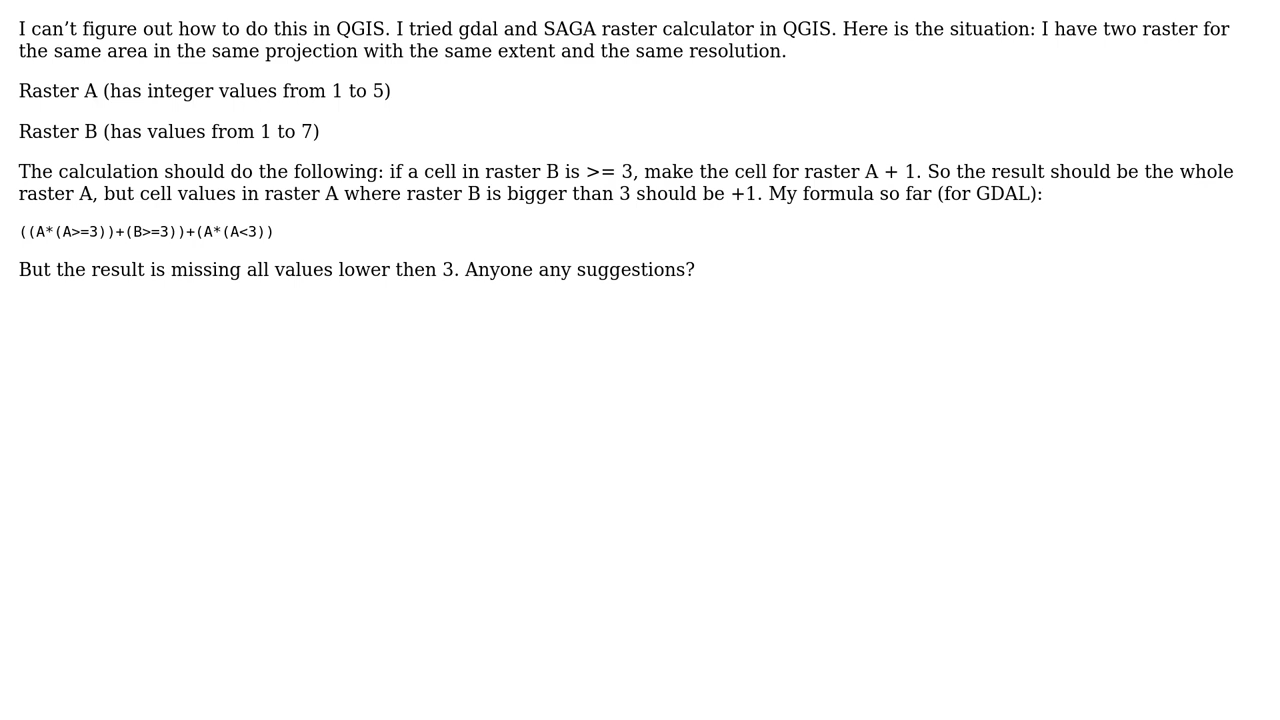 I can’t figure out how to do this in QGIS. I tried gdal and SAGA raster calculator in QGIS. Here is the situation: I have two raster for
the same area in the same projection with the same extent and the same resolution.
Raster A (has integer values from 1 to 5)
Raster B (has values from 1 to 7)
The calculation should do the following: if a cell in raster B is >= 3, make the cell for raster A + 1. So the result should be the whole
raster A, but cell values in raster A where raster B is bigger than 3 should be +1. My formula so far (for GDAL):
((A*(A>=3))+(B>=3))+(A*(A<3))
But the result is missing all values lower then 3. Anyone any suggestions?